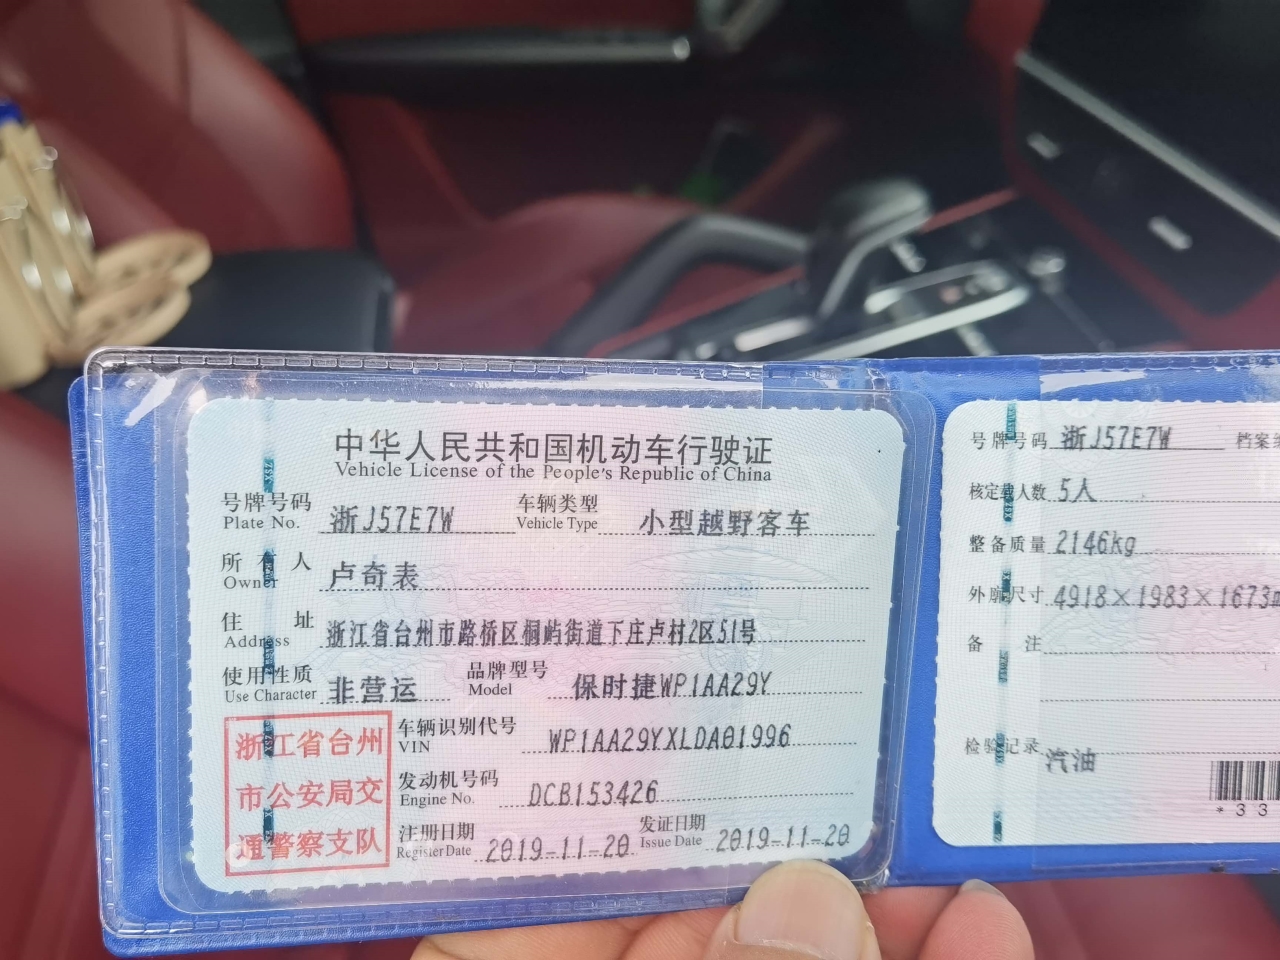 中华人民共和国机动车行驶证
Vehicle License of the People's Republic of China
号牌号码 浙J57E7W 车辆类型 小型越野客车
Plate No. Vehicle Type
所有人 卢奇表
Owner
住址 浙江省台州市路桥区桐屿街道下庄卢村2区51号
Address
使用性质 非营运 品牌型号 保时捷WP1AA29Y
Use Character Model
浙江省台州
市公安局交
通警察支队
车辆识别代号 WP1AA29YXLDA01996
VIN
发动机号码 DCB153426
Engine No.
注册日期 2019-11-20 发证日期 2019-11-20
Register Date Issue Date
号牌号码 浙J57E7W 档案
核定载人数 5人
整备质量 2146kg
外廓尺寸 4918×1983×1673
备注
检验记录 汽油
*33